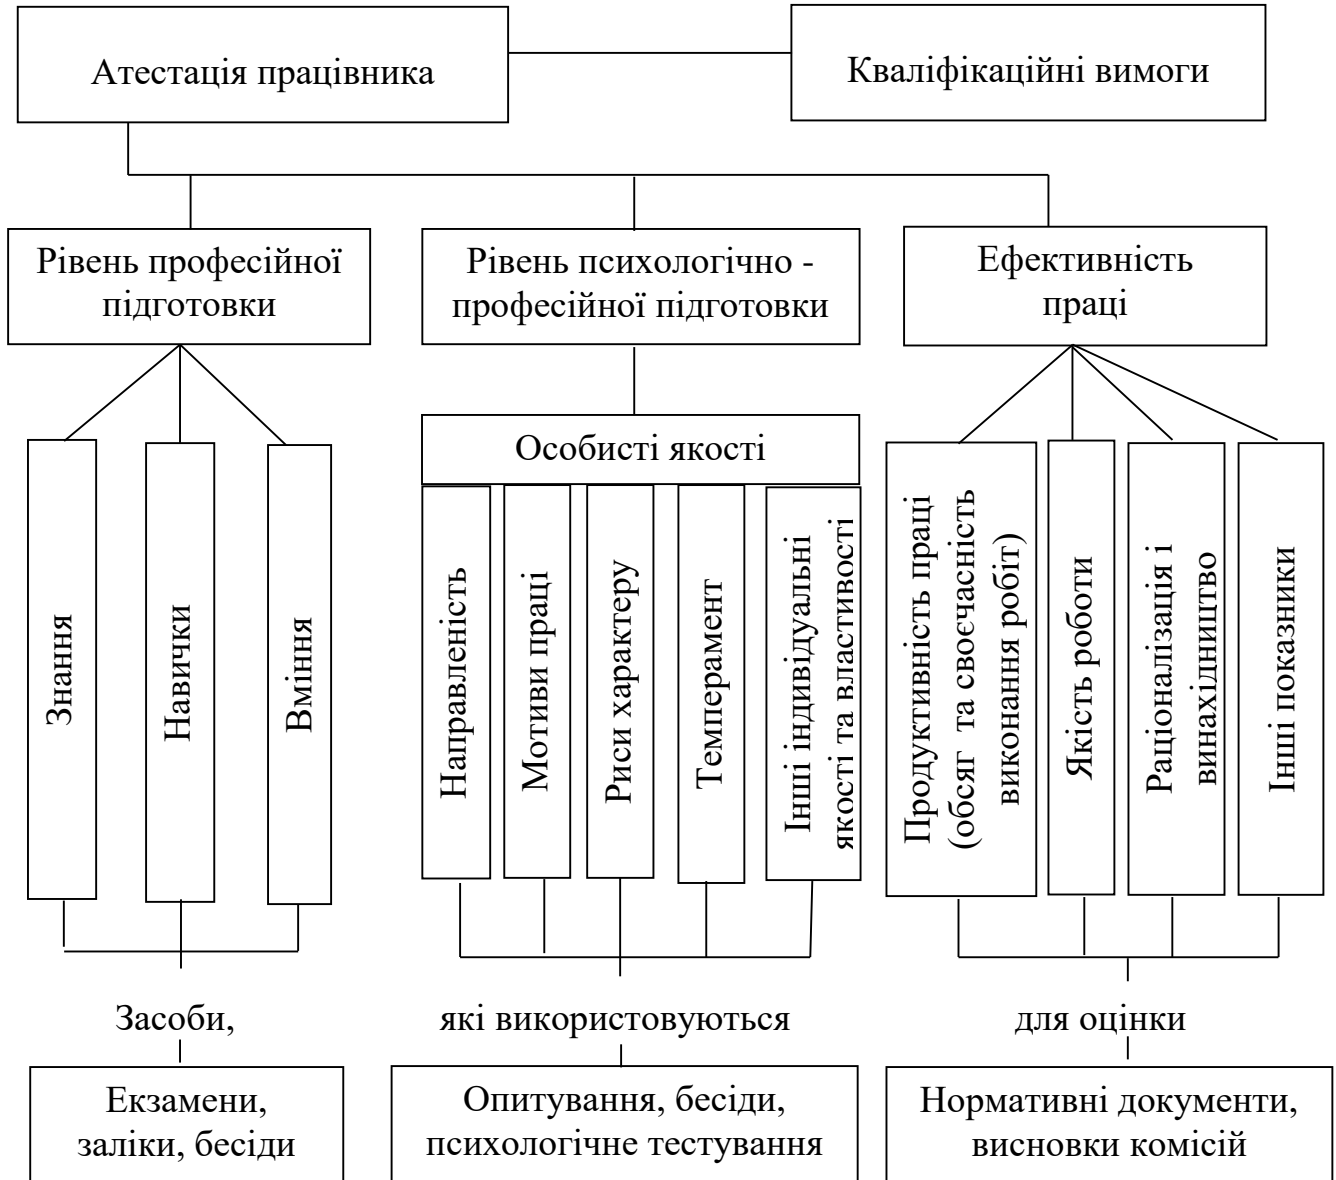 Атестація працівника
Кваліфікаційні вимоги
Рівень професійної
підготовки
Рівень психологічно -
професійної підготовки
Ефективність
праці
Знання
Навички
Вміння
Особисті якості
Направленість
Мотиви праці
Риси характеру
Темперамент
Інші індивідуальні
якості та властивості
Продуктивність праці
(обсяг та своєчасність
виконання робіт)
Якість роботи
Раціоналізація і
винахідництво
Інші показники
Засоби,
які використовуються
для оцінки
Екзамени,
заліки, бесіди
Опитування, бесіди,
психологічне тестування
Нормативні документи,
висновки комісій